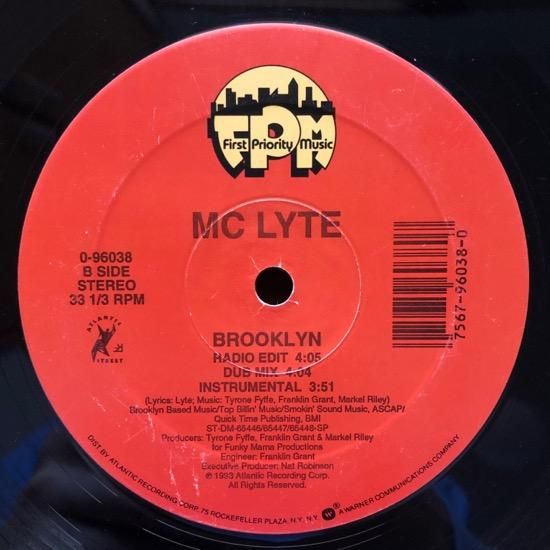 FPM
First Priority Music
MC LYTE
0-96038
B SIDE
STEREO
33 1/3 RPM
7567-96038-0
ATLANTIC
STREET
BROOKLYN
RADIO EDIT 4:05
DUB MIX 4:04
INSTRUMENTAL 3:51
(Lyrics: Lyte; Music: Tyrone Fyffe, Franklin Grant, Markel Riley)
Brooklyn Based Music/Top Billin' Music/Smokin' Sound Music, ASCAP/
Quick Time Publishing, BMI
ST-DM-65446/65447/65448-SP
Producers: Tyrone Fyffe, Franklin Grant & Markel Riley
for Funky Mama Productions
Engineer: Franklin Grant
Executive Producer: Nat Robinson
℗ 1993 Atlantic Recording Corp.
All Rights Reserved.
DIST. BY ATLANTIC RECORDING CORP. 75 ROCKEFELLER PLAZA, N.Y. N.Y. ® A WARNER COMMUNICATIONS COMPANY